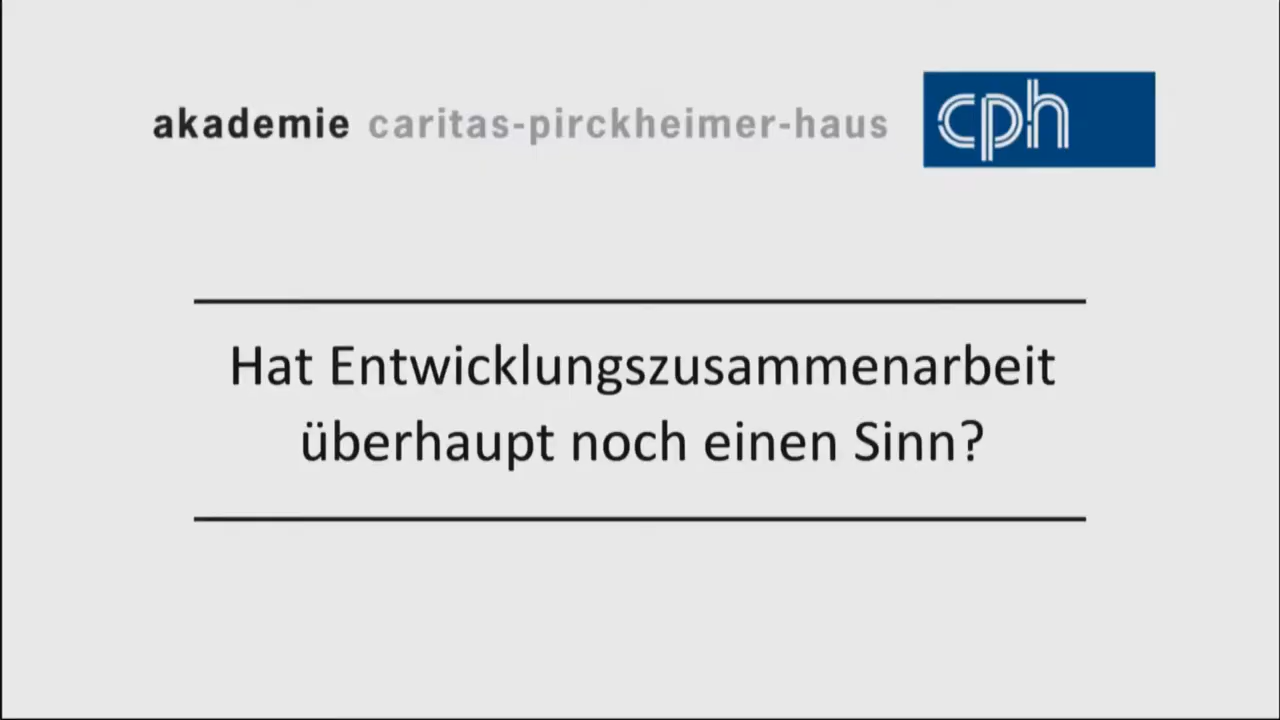 akademie caritas-pirckheimer-haus cph
Hat Entwicklungszusammenarbeit
überhaupt noch einen Sinn?